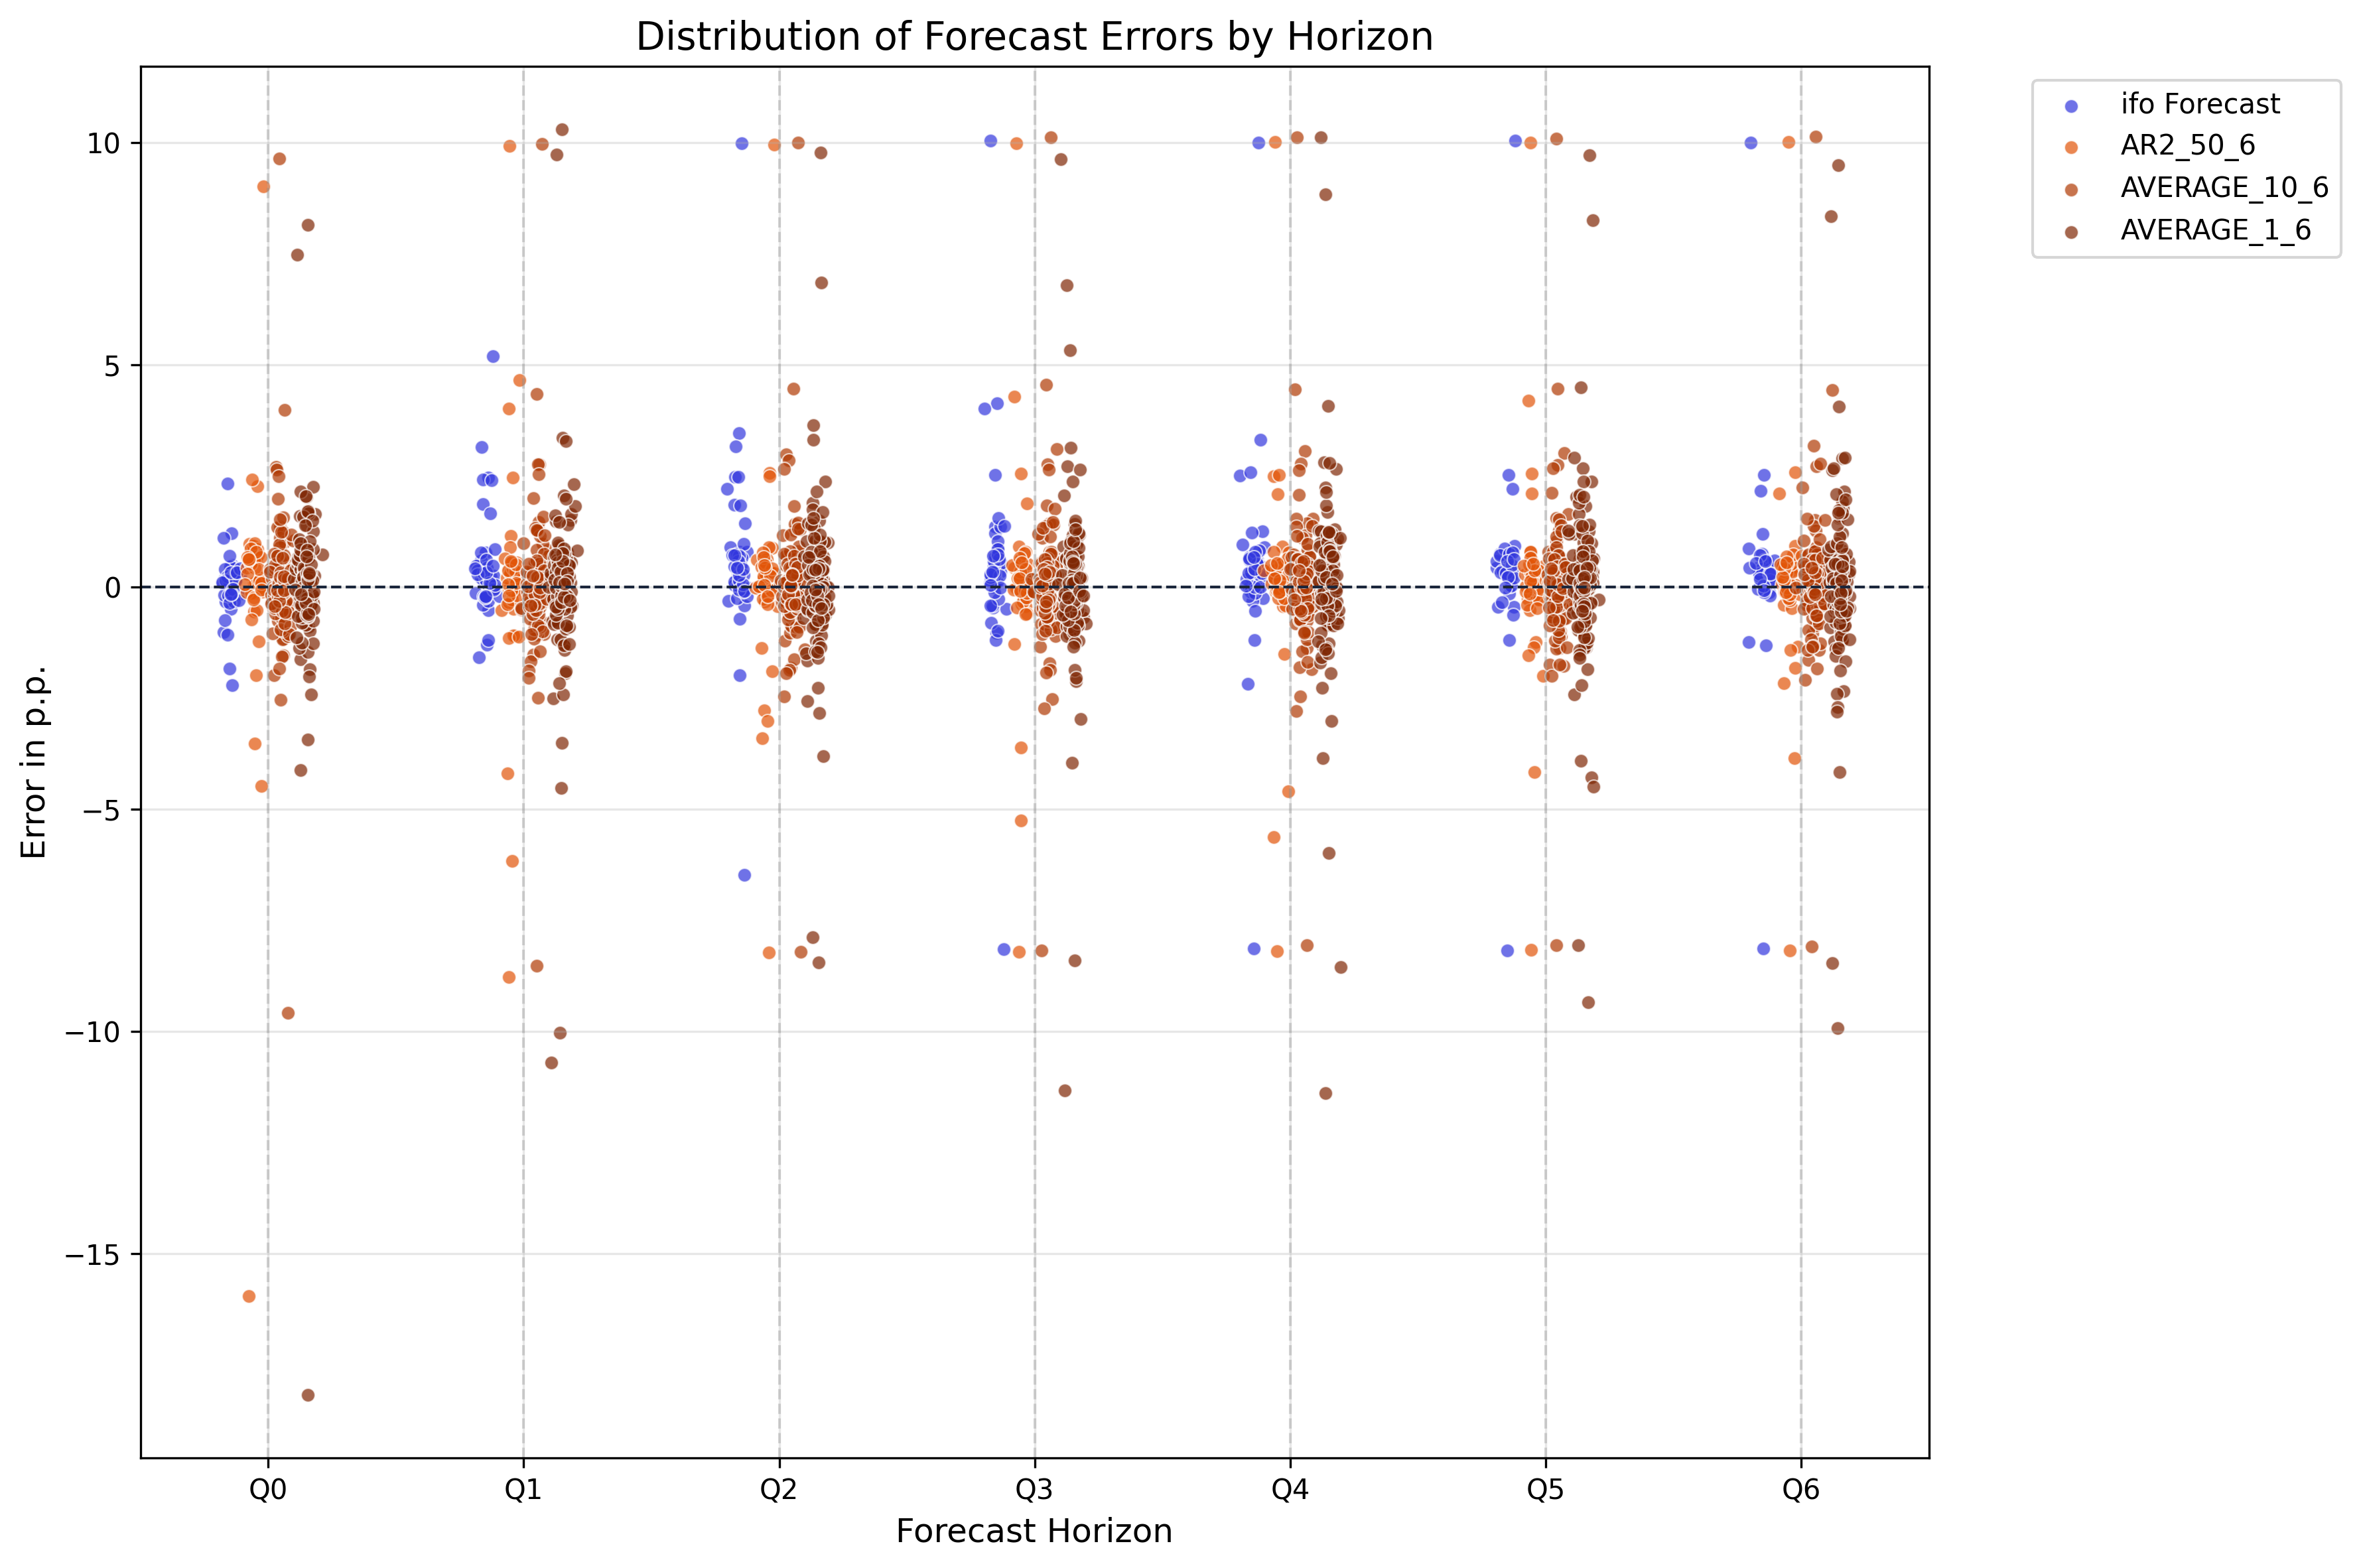 Distribution of Forecast Errors by Horizon
ifo Forecast
AR2_50_6
AVERAGE_10_6
AVERAGE_1_6
Error in p.p.
10
5
0
−5
−10
−15
Q0 Q1 Q2 Q3 Q4 Q5 Q6
Forecast Horizon